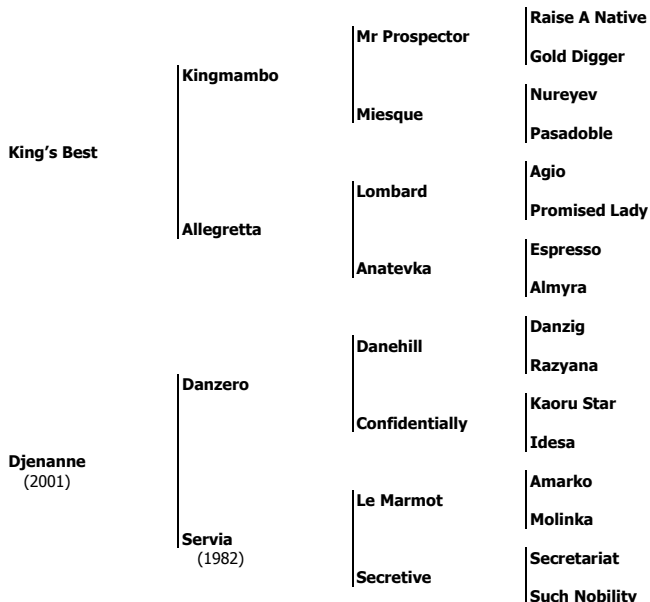 Raise A Native
Mr Prospector
Gold Digger
Kingmambo
Nureyev
Miesque
Pasadoble
King's Best
Agio
Lombard
Promised Lady
Allegretta
Espresso
Anatevka
Almyra
Danzig
Danehill
Razyana
Danzero
Kaoru Star
Confidentially
Idesa
Djenanne
(2001)
Amarko
Le Marmot
Molinka
Servia
(1982)
Secretariat
Secretive
Such Nobility